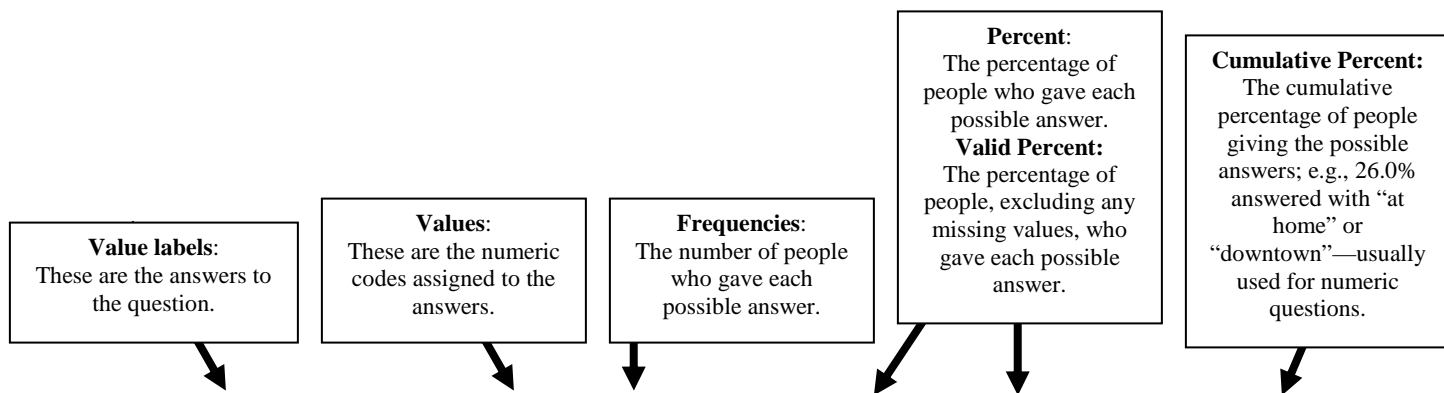 Value labels:
These are the answers to
the question.
Values:
These are the numeric
codes assigned to the
answers.
Frequencies:
The number of people
who gave each
possible answer.
Percent:
The percentage of
people who gave each
possible answer.
Valid Percent:
The percentage of
people, excluding any
missing values, who
gave each possible
answer.
Cumulative Percent:
The cumulative
percentage of people
giving the possible
answers; e.g., 26.0%
answered with “at
home” or
“downtown”—usually
used for numeric
questions.